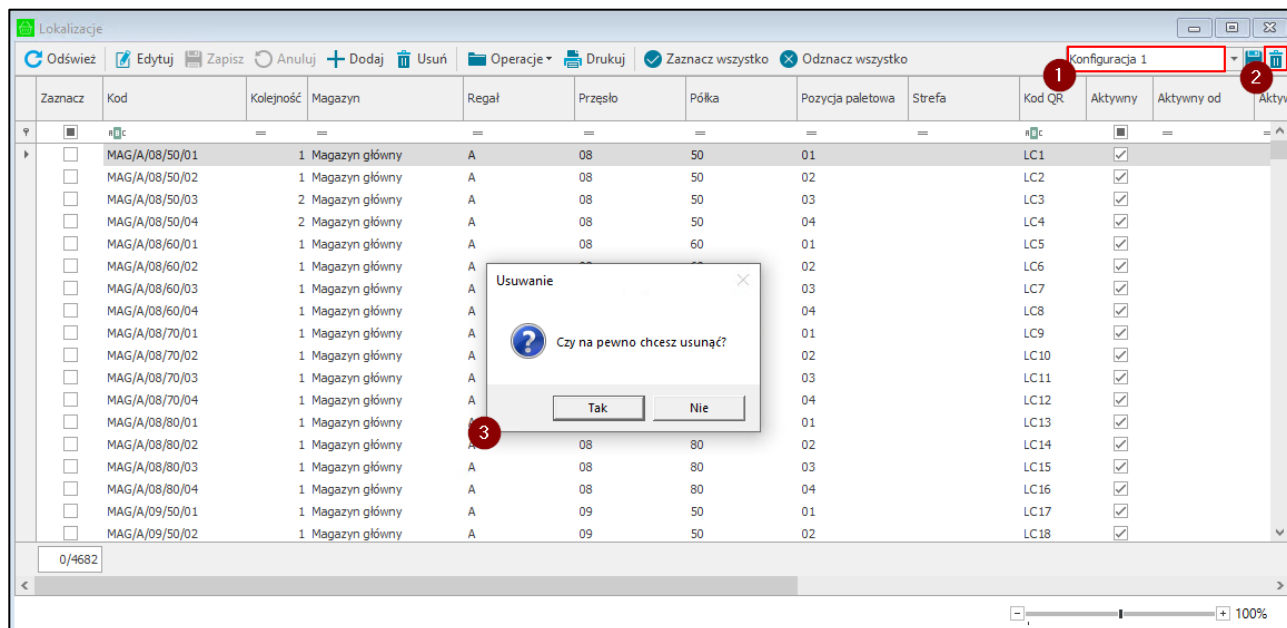 Lokalizacje
Odśwież Edytuj Zapisz Anuluj Dodaj Usuń Operacje Drukuj Zaznacz wszystko Odznacz wszystko Konfiguracja 1
1 2
Zaznacz Kod Kolejność Magazyn Regał Przęsło Półka Pozycja paletowa Strefa Kod QR Aktywny Aktywny od
= = = = = = = = =
MAG/A/08/50/01 1 Magazyn główny A 08 50 01 LC1
MAG/A/08/50/02 1 Magazyn główny A 08 50 02 LC2
MAG/A/08/50/03 2 Magazyn główny A 08 50 03 LC3
MAG/A/08/50/04 2 Magazyn główny A 08 50 04 LC4
MAG/A/08/60/01 1 Magazyn główny A 08 60 01 LC5
MAG/A/08/60/02 1 Magazyn główny A 02 LC6
MAG/A/08/60/03 1 Magazyn główny A 03 LC7
MAG/A/08/60/04 1 Magazyn główny A 04 LC8
MAG/A/08/70/01 1 Magazyn główny A 01 LC9
MAG/A/08/70/02 1 Magazyn główny A 02 LC10
MAG/A/08/70/03 1 Magazyn główny A 03 LC11
MAG/A/08/70/04 1 Magazyn główny A 04 LC12
MAG/A/08/80/01 1 Magazyn główny 01 LC13
MAG/A/08/80/02 1 Magazyn główny A 08 80 02 LC14
MAG/A/08/80/03 1 Magazyn główny A 08 80 03 LC15
MAG/A/08/80/04 1 Magazyn główny A 08 80 04 LC16
MAG/A/09/50/01 1 Magazyn główny A 09 50 01 LC17
MAG/A/09/50/02 1 Magazyn główny A 09 50 02 LC18
Usuwanie
Czy na pewno chcesz usunąć?
Tak Nie
3
0/4682
100%